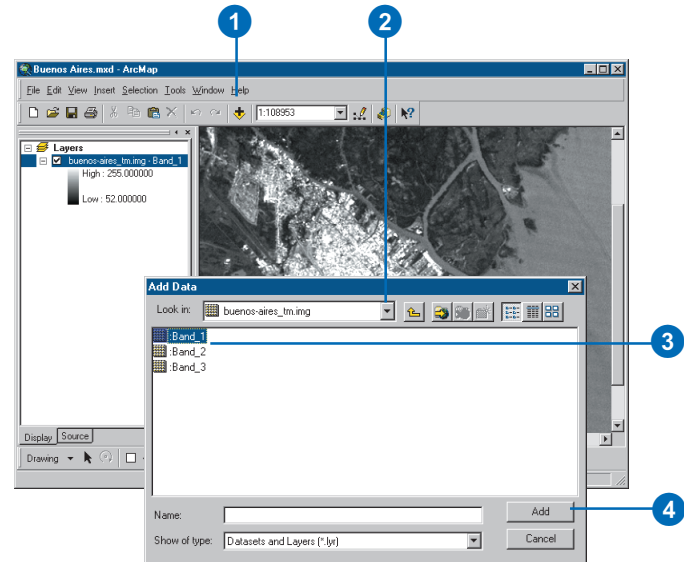 1
2
Buenos Aires.mxd - ArcMap
File Edit View Insert Selection Tools Window Help
1:108953
Layers
buenos-aires_tm.img - Band_1
High : 255.000000
Low : 52.000000
Add Data
Look in: buenos-aires_tm.img
:Band_1
3
:Band_2
:Band_3
Display Source
Drawing
Name: Add
4
Show of type: Datasets and Layers (*.lyr) Cancel